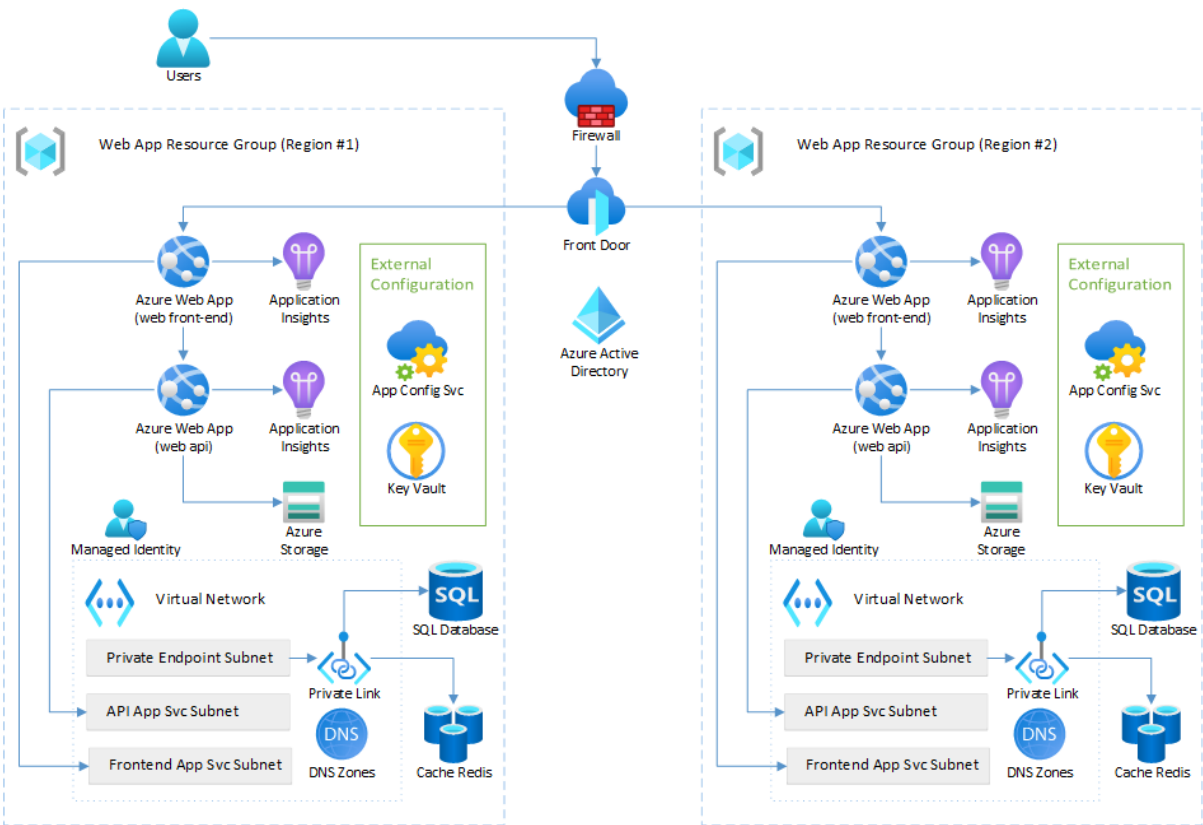 Users
Firewall
Front Door
Azure Active
Directory
Web App Resource Group (Region #1)
Azure Web App
(web front-end)
Application
Insights
External
Configuration
App Config Svc
Key Vault
Azure Web App
(web api)
Application
Insights
Azure
Storage
Managed Identity
Virtual Network
SQL
SQL Database
Private Endpoint Subnet
Private Link
API App Svc Subnet
DNS
DNS Zones
Frontend App Svc Subnet
Cache Redis
Web App Resource Group (Region #2)
Azure Web App
(web front-end)
Application
Insights
External
Configuration
App Config Svc
Key Vault
Azure Web App
(web api)
Application
Insights
Azure
Storage
Managed Identity
Virtual Network
SQL
SQL Database
Private Endpoint Subnet
Private Link
API App Svc Subnet
DNS
DNS Zones
Frontend App Svc Subnet
Cache Redis